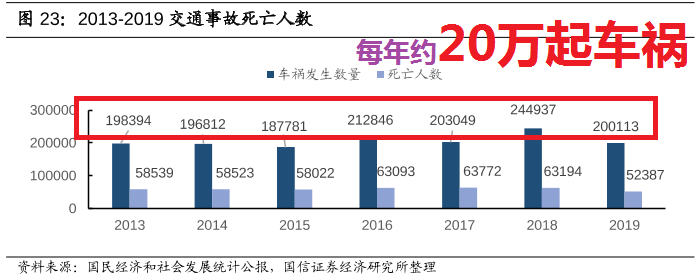 图 23：2013-2019 交通事故死亡人数
每年约20万起车祸
车祸发生数量 死亡人数
300000
200000
100000
0
198394 196812 187781 212846 203049 244937 200113
58539 58523 58022 63093 63772 63194 52387
2013 2014 2015 2016 2017 2018 2019
资料来源：国民经济和社会发展统计公报，国信证券经济研究所整理